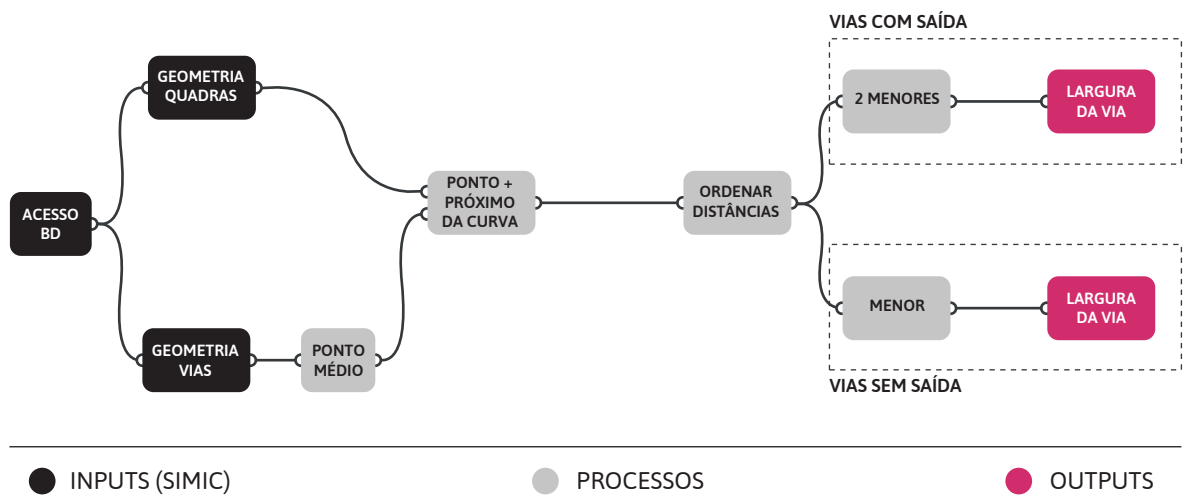 VIAS COM SAÍDA
GEOMETRIA
QUADRAS
2 MENORES
LARGURA
DA VIA
ACESSO
BD
PONTO +
PRÓXIMO
DA CURVA
ORDENAR
DISTÂNCIAS
GEOMETRIA
VIAS
PONTO
MÉDIO
MENOR
LARGURA
DA VIA
VIAS SEM SAÍDA
INPUTS (SIMIC)
PROCESSOS
OUTPUTS